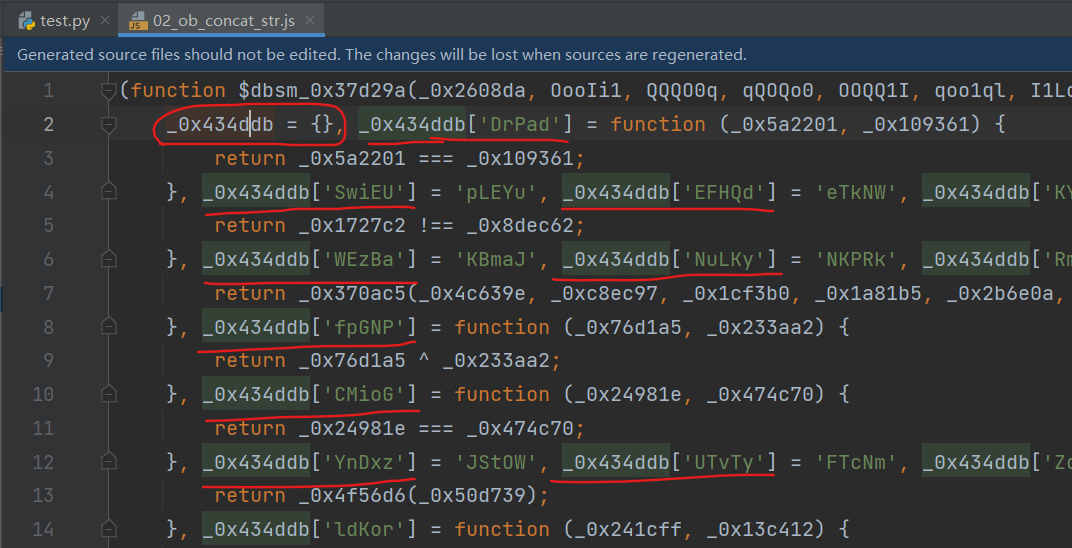 test.py × 02_ob_concat_str.js ×
Generated source files should not be edited. The changes will be lost when sources are regenerated.
1 (function $dbsm_0x37d29a(_0x2608da, OooIi1, QQQO0q, qQOQo0, OOQQ1I, qoo1ql, I1Lo
2 _0x434ddb = {}, _0x434ddb['DrPad'] = function (_0x5a2201, _0x109361) {
3 return _0x5a2201 === _0x109361;
4 }, _0x434ddb['SwiEU'] = 'pLEYu', _0x434ddb['EFHQd'] = 'eTkNW', _0x434ddb['KY
5 return _0x1727c2 !== _0x8dec62;
6 }, _0x434ddb['WEzBa'] = 'KBmaJ', _0x434ddb['NuLKy'] = 'NKPRk', _0x434ddb['Rm
7 return _0x370ac5(_0x4c639e, _0xc8ec97, _0x1cf3b0, _0x1a81b5, _0x2b6e0a,
8 }, _0x434ddb['fpGNP'] = function (_0x76d1a5, _0x233aa2) {
9 return _0x76d1a5 ^ _0x233aa2;
10 }, _0x434ddb['CMioG'] = function (_0x24981e, _0x474c70) {
11 return _0x24981e === _0x474c70;
12 }, _0x434ddb['YnDxz'] = 'JStOW', _0x434ddb['UTvTy'] = 'FTcNm', _0x434ddb['Zo
13 return _0x4f56d6(_0x50d739);
14 }, _0x434ddb['ldKor'] = function (_0x241cff, _0x13c412) {